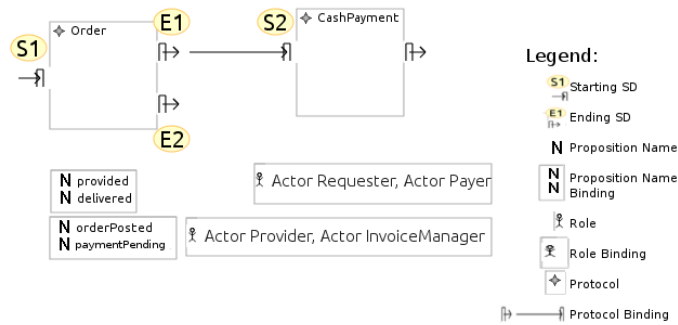 E1
Order
S1
S2
CashPayment
E2
N provided
N delivered
N orderPosted
N paymentPending
Actor Requester, Actor Payer
Actor Provider, Actor InvoiceManager
Legend:
S1 Starting SD
E1 Ending SD
N Proposition Name
N Proposition Name
N Binding
Role
Role Binding
Protocol
Protocol Binding